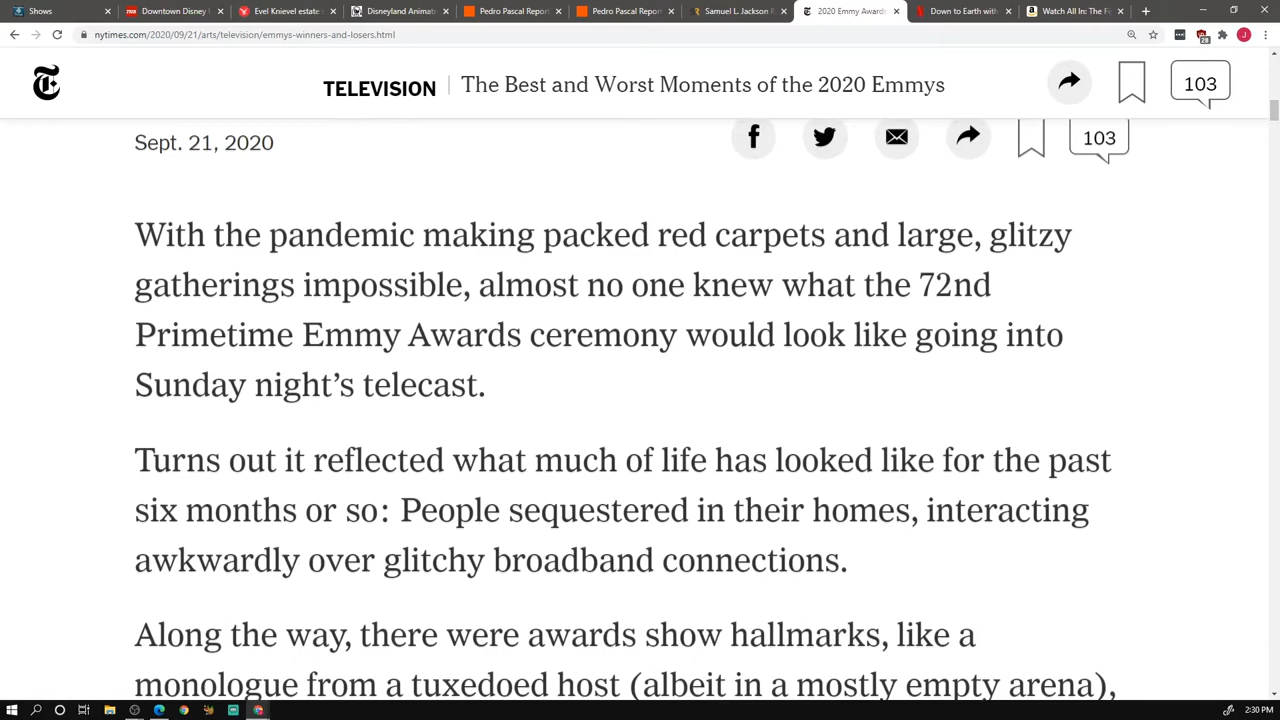 Shows
Downtown Disney
Evel Knievel estate
Disneyland Animat
Pedro Pascal Report
Pedro Pascal Repor
Samuel L. Jackson F
2020 Emmy Award
Down to Earth with
Watch All In: The Fi
nytimes.com/2020/09/21/arts/television/emmys-winners-and-losers.html
28
J
TELEVISION | The Best and Worst Moments of the 2020 Emmys
103
Sept. 21, 2020
103
With the pandemic making packed red carpets and large, glitzy
gatherings impossible, almost no one knew what the 72nd
Primetime Emmy Awards ceremony would look like going into
Sunday night’s telecast.
Turns out it reflected what much of life has looked like for the past
six months or so: People sequestered in their homes, interacting
awkwardly over glitchy broadband connections.
Along the way, there were awards show hallmarks, like a
monologue from a tuxedoed host (albeit in a mostly empty arena),
2:30 PM